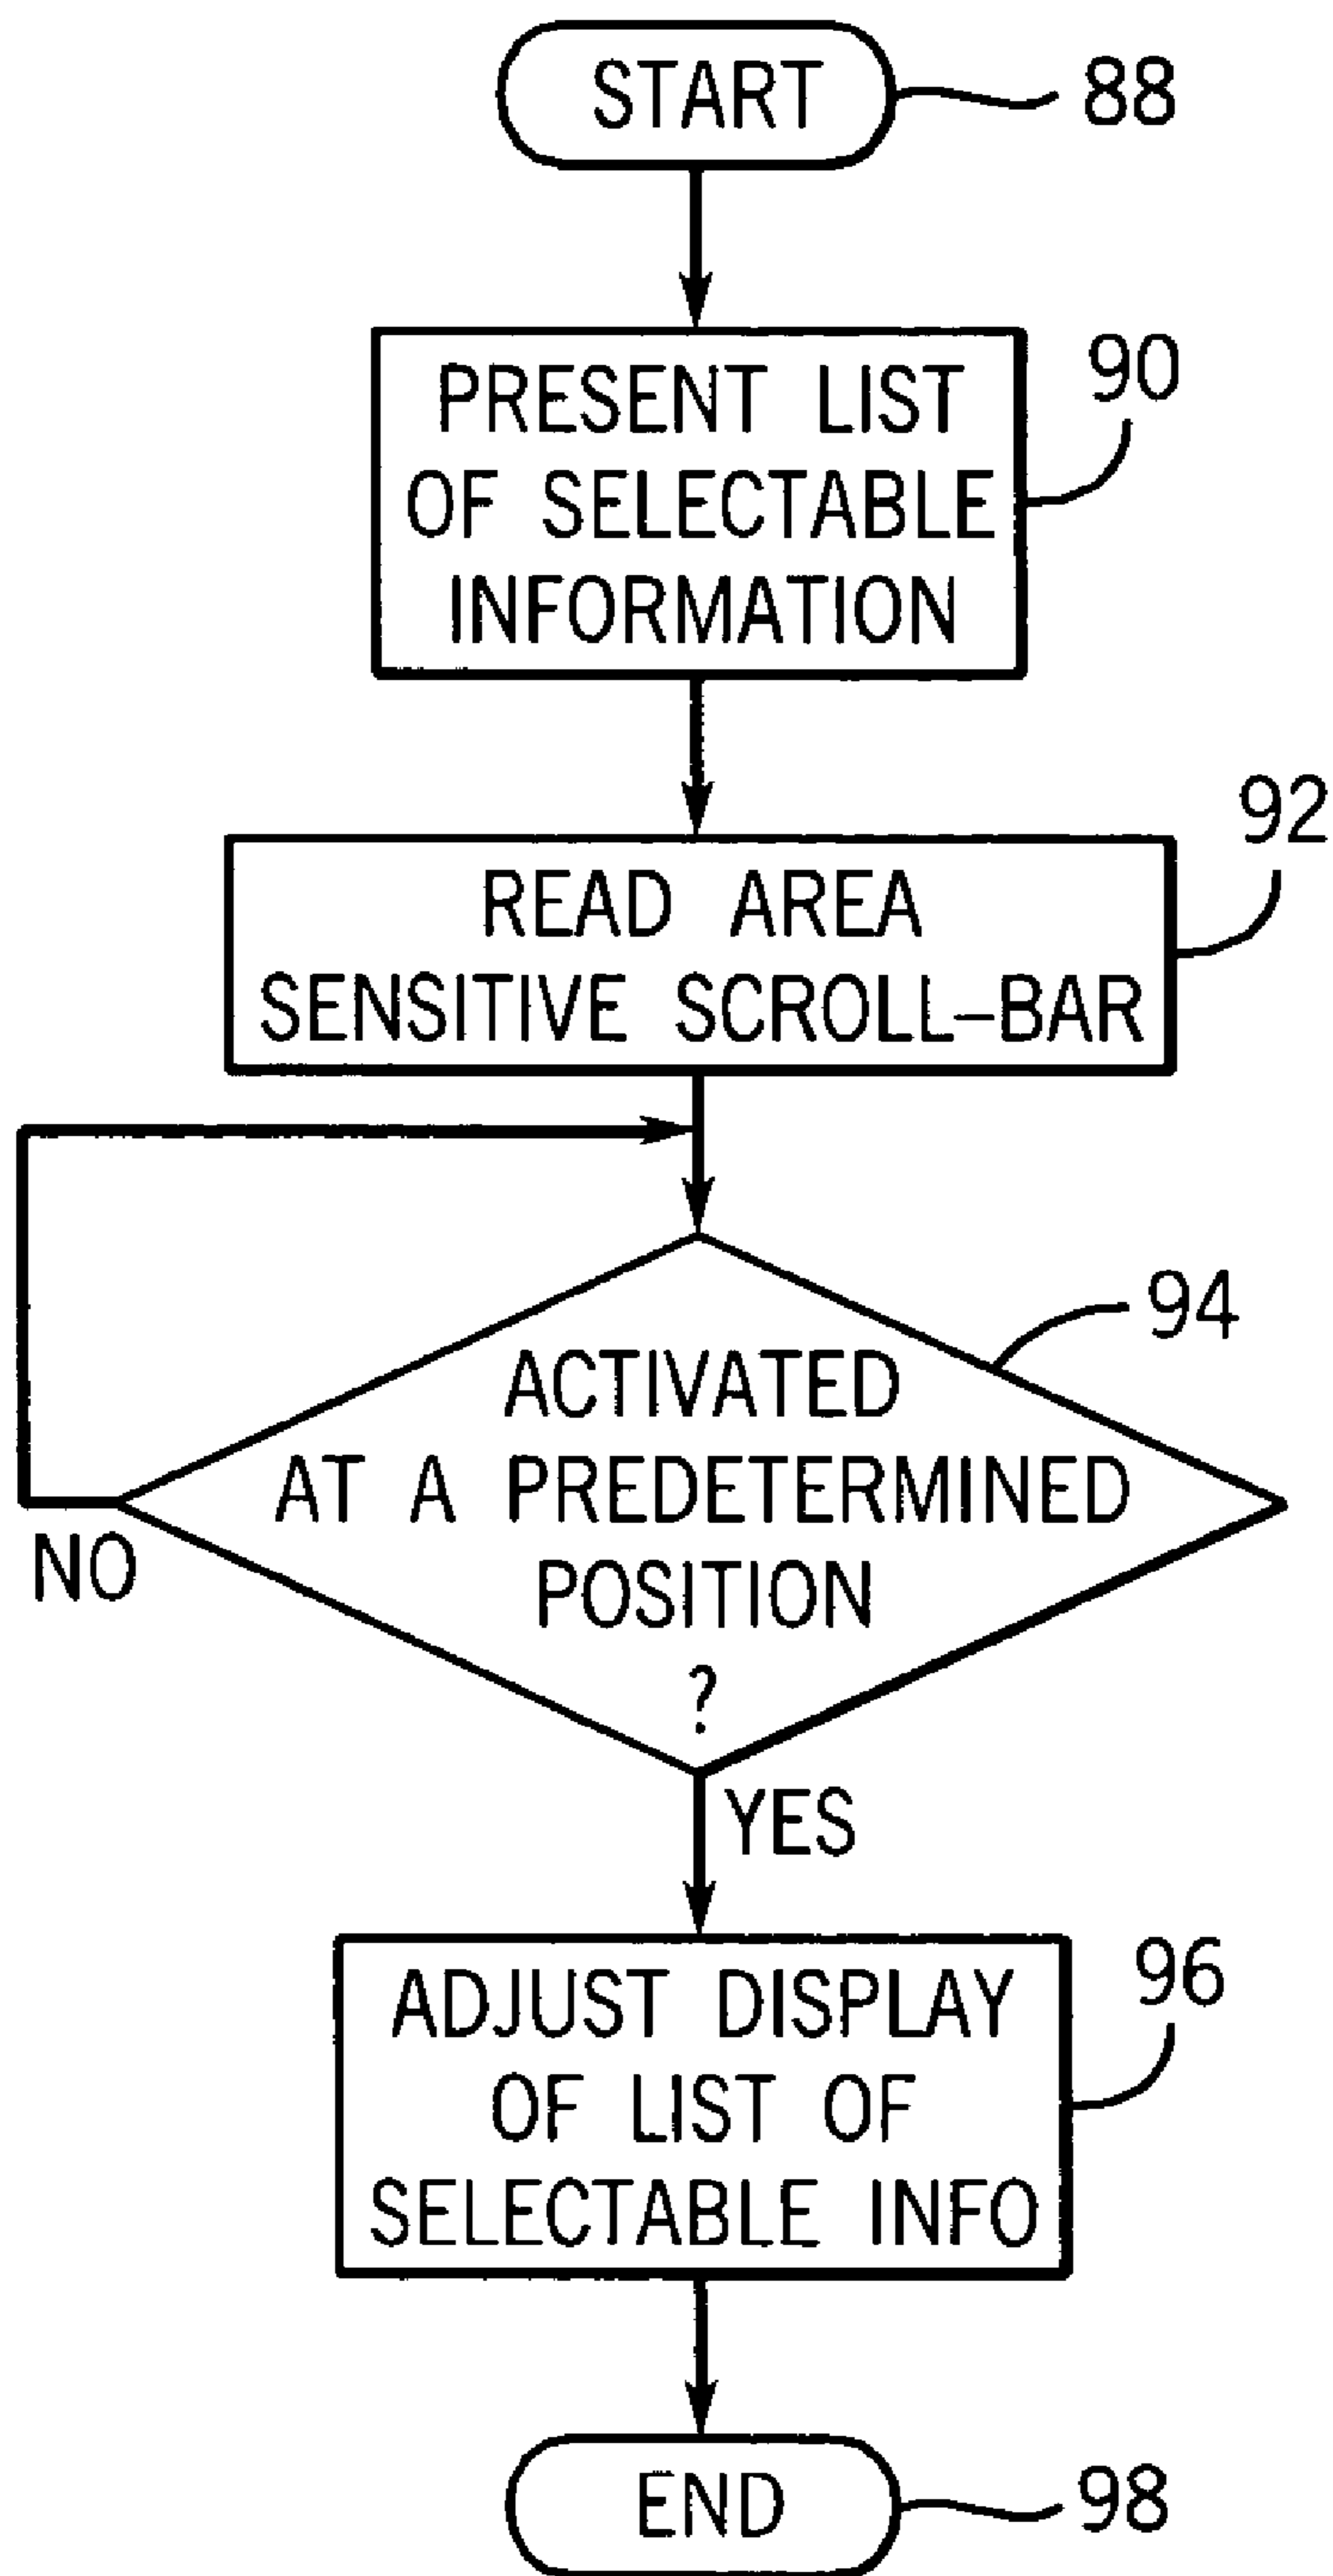 START
88
PRESENT LIST
OF SELECTABLE
INFORMATION
90
READ AREA
SENSITIVE SCROLL-BAR
92
ACTIVATED
AT A PREDETERMINED
POSITION
?
94
NO
YES
ADJUST DISPLAY
OF LIST OF
SELECTABLE INFO
96
END
98